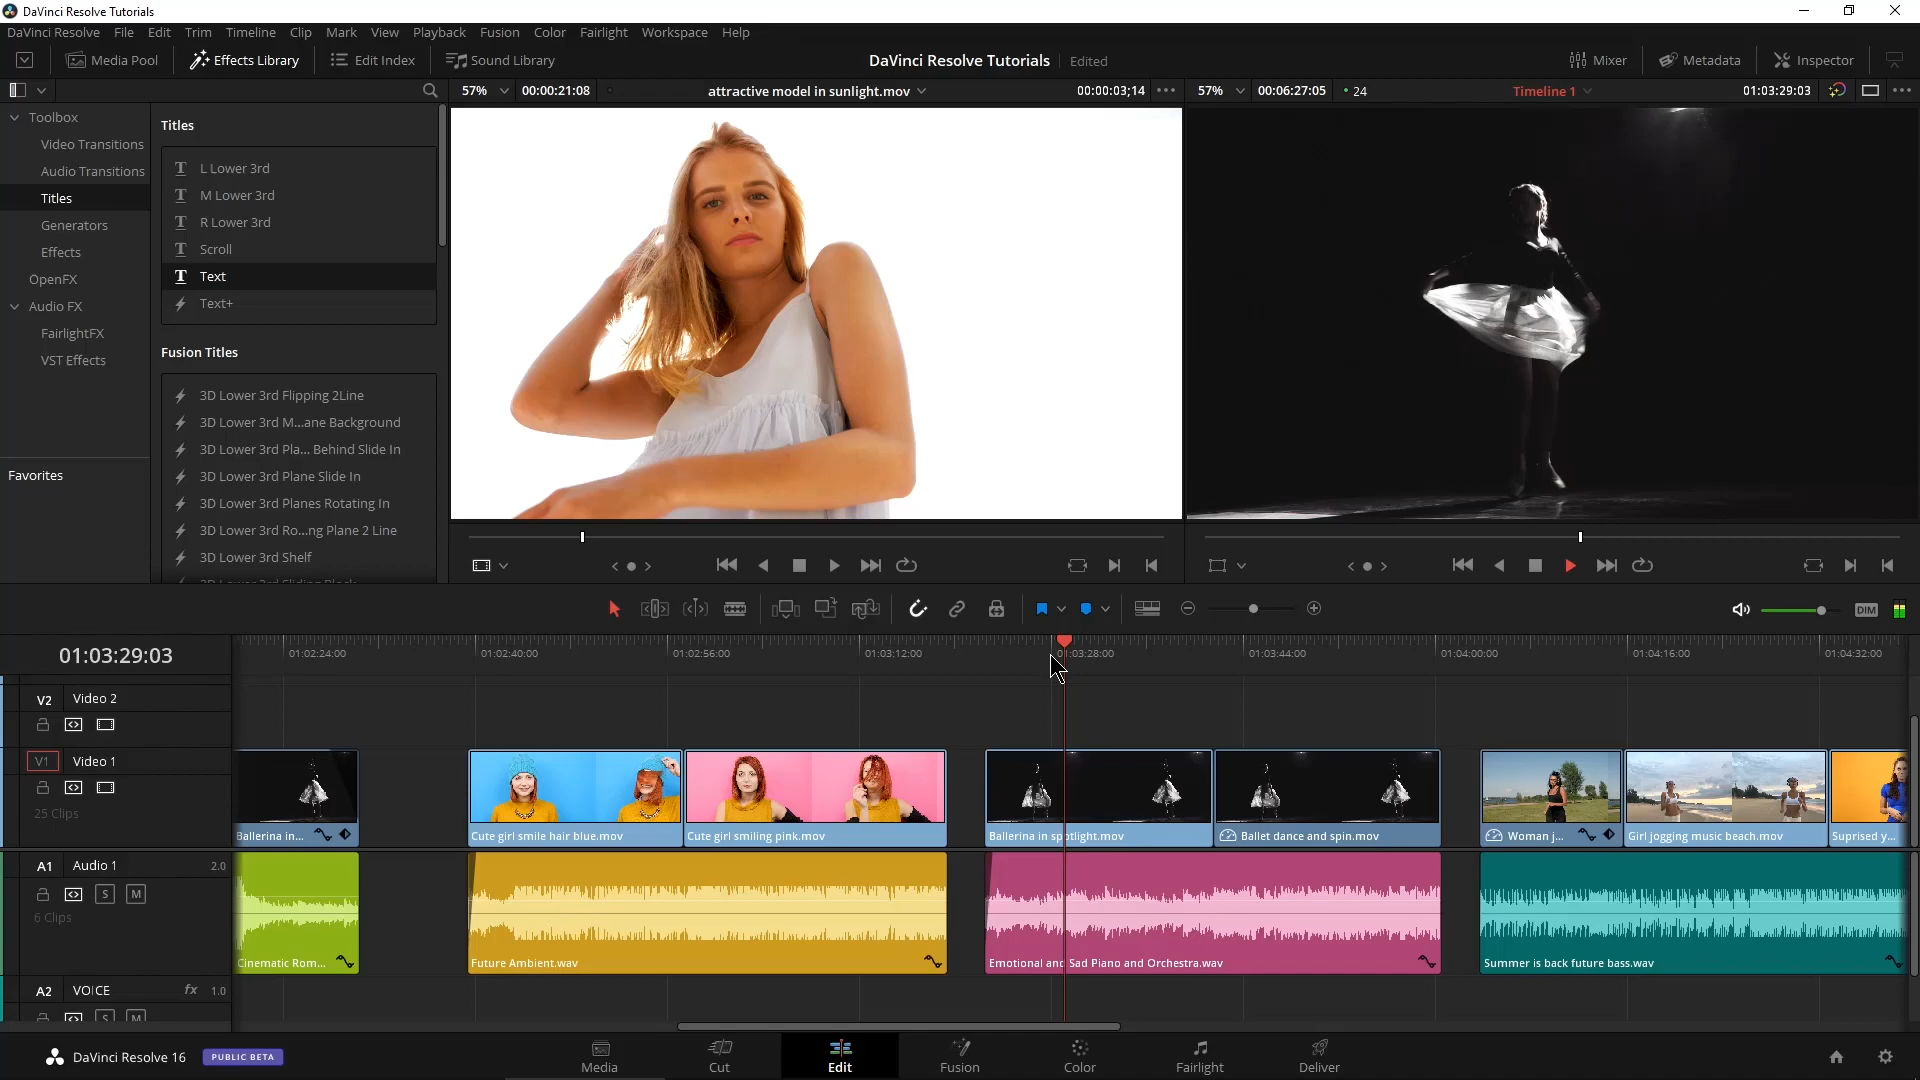 DaVinci Resolve Tutorials
DaVinci Resolve File Edit Trim Timeline Clip Mark View Playback Fusion Color Fairlight Workspace Help
Media Pool Effects Library Edit Index Sound Library DaVinci Resolve Tutorials Edited Mixer Metadata Inspector
57% 00:00:21:08 attractive model in sunlight.mov 00:00:03;14 57% 00:06:27:05 24 Timeline 1 01:03:29:03
Toolbox
Video Transitions
Audio Transitions
Titles
Generators
Effects
OpenFX
Audio FX
FairlightFX
VST Effects
Favorites
Titles
L Lower 3rd
M Lower 3rd
R Lower 3rd
Scroll
Text
Text+
Fusion Titles
3D Lower 3rd Flipping 2Line
3D Lower 3rd M...ane Background
3D Lower 3rd Pla... Behind Slide In
3D Lower 3rd Plane Slide In
3D Lower 3rd Planes Rotating In
3D Lower 3rd Ro...ng Plane 2 Line
3D Lower 3rd Shelf
DIM
01:03:29:03 01:02:24:00 01:02:40:00 01:02:56:00 01:03:12:00 01:03:28:00 01:03:44:00 01:04:00:00 01:04:16:00 01:04:32:00
V2 Video 2
V1 Video 1
25 Clips
Ballerina in... Cute girl smile hair blue.mov Cute girl smiling pink.mov Ballerina in spotlight.mov Ballet dance and spin.mov Woman j... Girl jogging music beach.mov Suprised y...
A1 Audio 1 2.0
S M
6 Clips
Cinematic Rom... Future Ambient.wav Emotional and Sad Piano and Orchestra.wav Summer is back future bass.wav
A2 VOICE fx 1.0
S M
DaVinci Resolve 16 PUBLIC BETA Media Cut Edit Fusion Color Fairlight Deliver